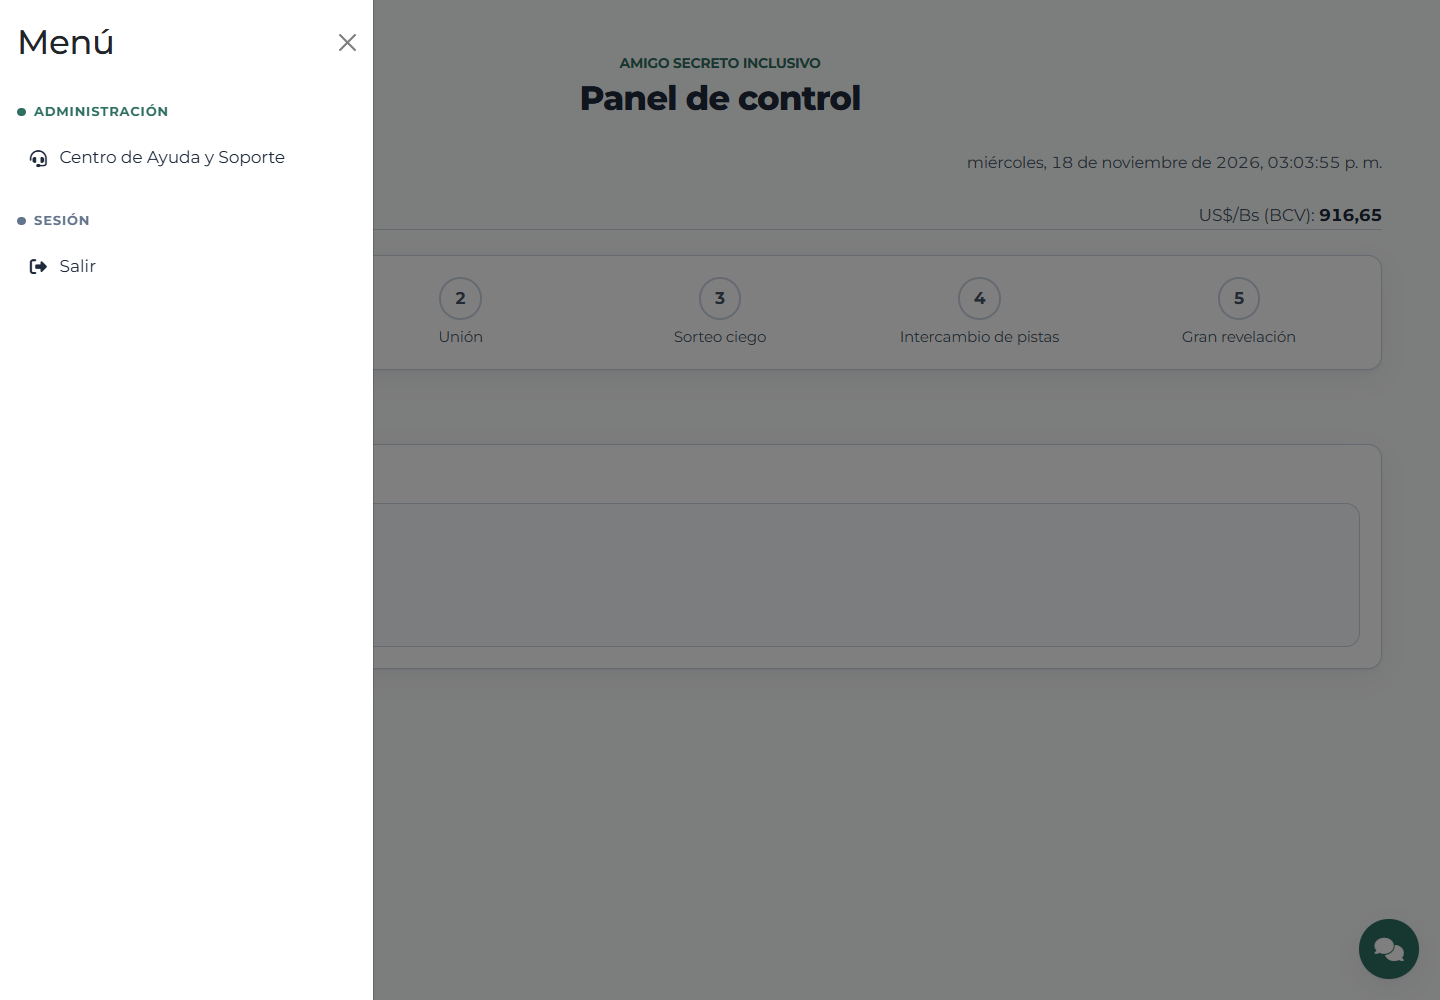 Menú
ADMINISTRACIÓN
Centro de Ayuda y Soporte
SESIÓN
Salir
AMIGO SECRETO INCLUSIVO
Panel de control
miércoles, 18 de noviembre de 2026, 03:03:55 p. m.
US$/Bs (BCV): 916,65
2
Unión
3
Sorteo ciego
4
Intercambio de pistas
5
Gran revelación